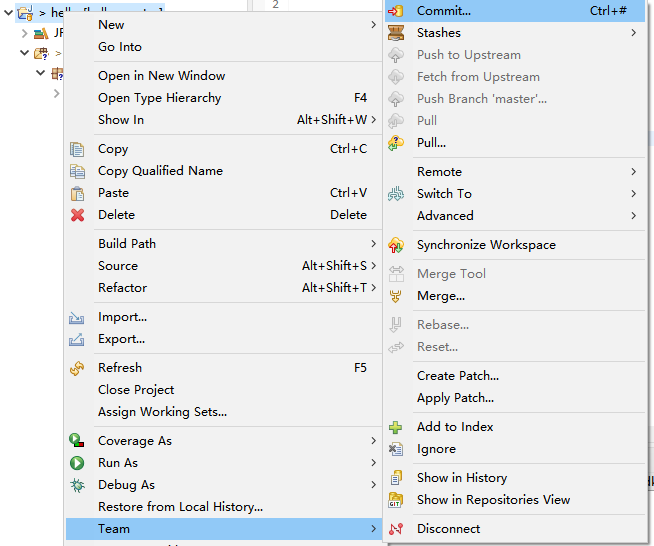 2
New
Go Into
Open in New Window
Open Type Hierarchy F4
Show In Alt+Shift+W
Copy Ctrl+C
Copy Qualified Name
Paste Ctrl+V
Delete Delete
Build Path
Source Alt+Shift+S
Refactor Alt+Shift+T
Import...
Export...
Refresh F5
Close Project
Assign Working Sets...
Coverage As
Run As
Debug As
Restore from Local History...
Team
Commit... Ctrl+#
Stashes
Push to Upstream
Fetch from Upstream
Push Branch 'master'...
Pull
Pull...
Remote
Switch To
Advanced
Synchronize Workspace
Merge Tool
Merge...
Rebase...
Reset...
Create Patch...
Apply Patch...
Add to Index
Ignore
Show in History
GIT Show in Repositories View
Disconnect